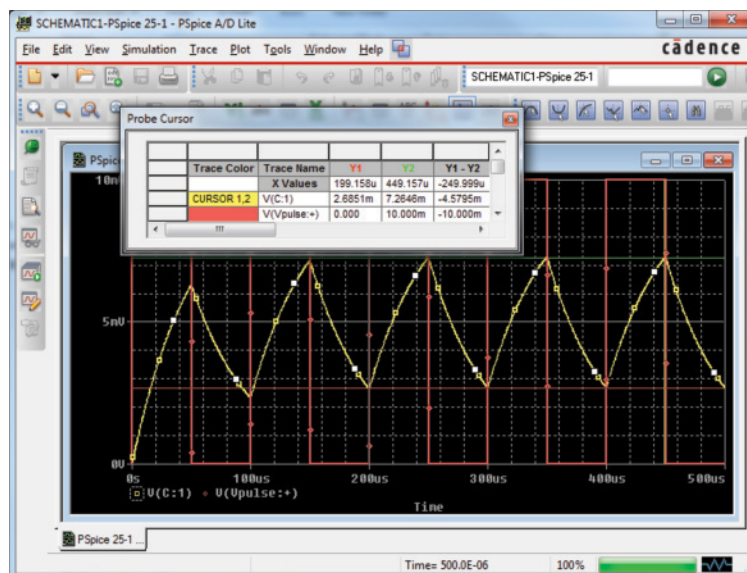 SCHEMATIC1-PSpice 25-1 - PSpice A/D Lite
File Edit View Simulation Trace Plot Tools Window Help
cādence
SCHEMATIC1-PSpice 25-1
Probe Cursor
Trace Color Trace Name Y1 Y2 Y1 - Y2
X Values 199.158u 449.157u -249.999u
CURSOR 1,2 V(C:1) 2.6851m 7.2646m -4.5795m
V(Vpulse:+) 0.000 10.000m -10.000m
PSpice
5mV
0V
0s 100us 200us 300us 400us 500us
V(C:1) V(Vpulse:+)
Time
PSpice 25-1 ...
Time= 500.0E-06 100%